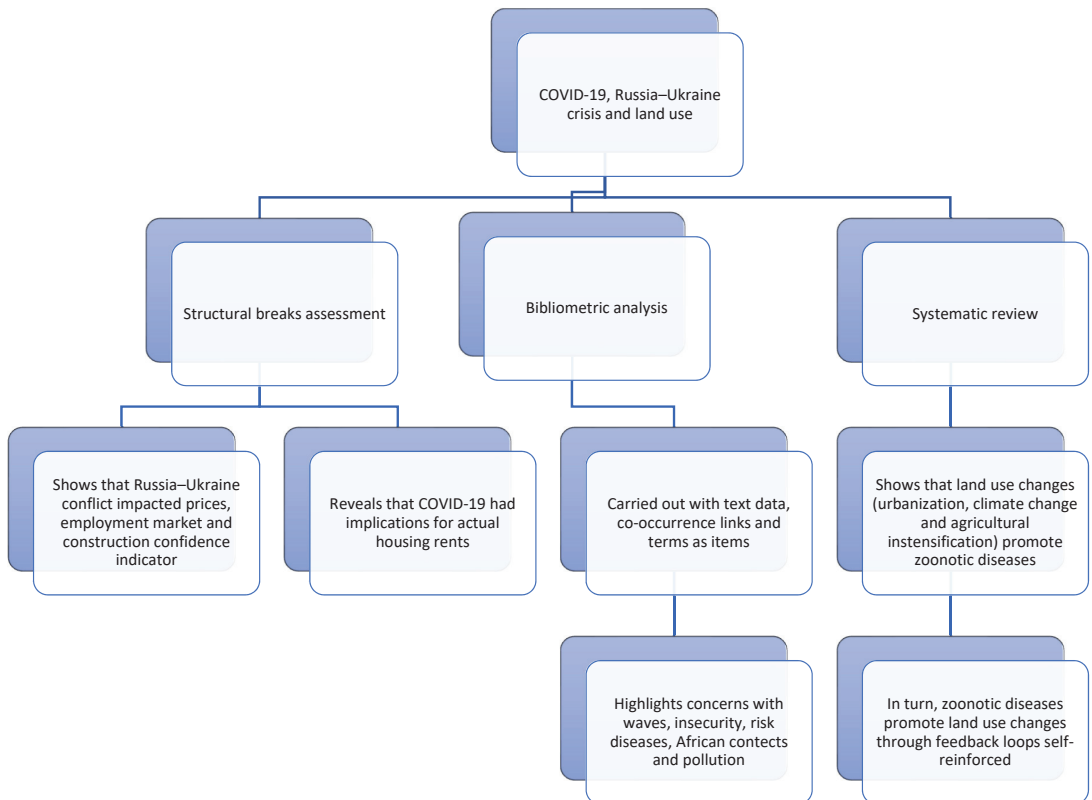 COVID-19, Russia–Ukraine
crisis and land use
Structural breaks assessment
Bibliometric analysis
Systematic review
Shows that Russia–Ukraine
conflict impacted prices,
employment market and
construction confidence
indicator
Reveals that COVID-19 had
implications for actual
housing rents
Carried out with text data,
co-occurrence links and
terms as items
Shows that land use changes
(urbanization, climate change
and agricultural
instensification) promote
zoonotic diseases
Highlights concerns with
waves, insecurity, risk
diseases, African contects
and pollution
In turn, zoonotic diseases
promote land use changes
through feedback loops self-
reinforced